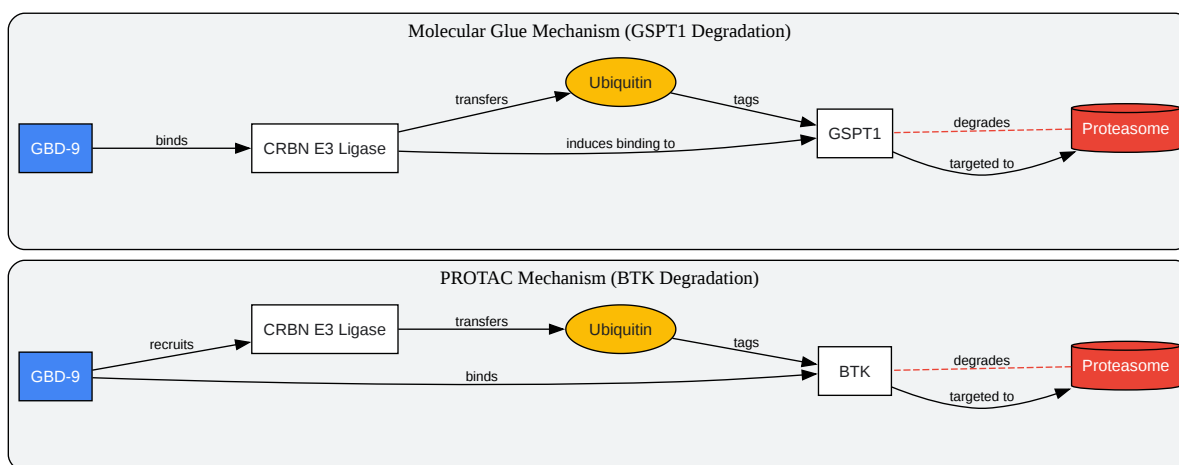 Molecular Glue Mechanism (GSPT1 Degradation)
Ubiquitin
transfers
tags
GSPT1
degrades
Proteasome
GBD-9
binds
CRBN E3 Ligase
induces binding to
targeted to
PROTAC Mechanism (BTK Degradation)
CRBN E3 Ligase
transfers
Ubiquitin
recruits
tags
GBD-9
binds
BTK
degrades
Proteasome
targeted to